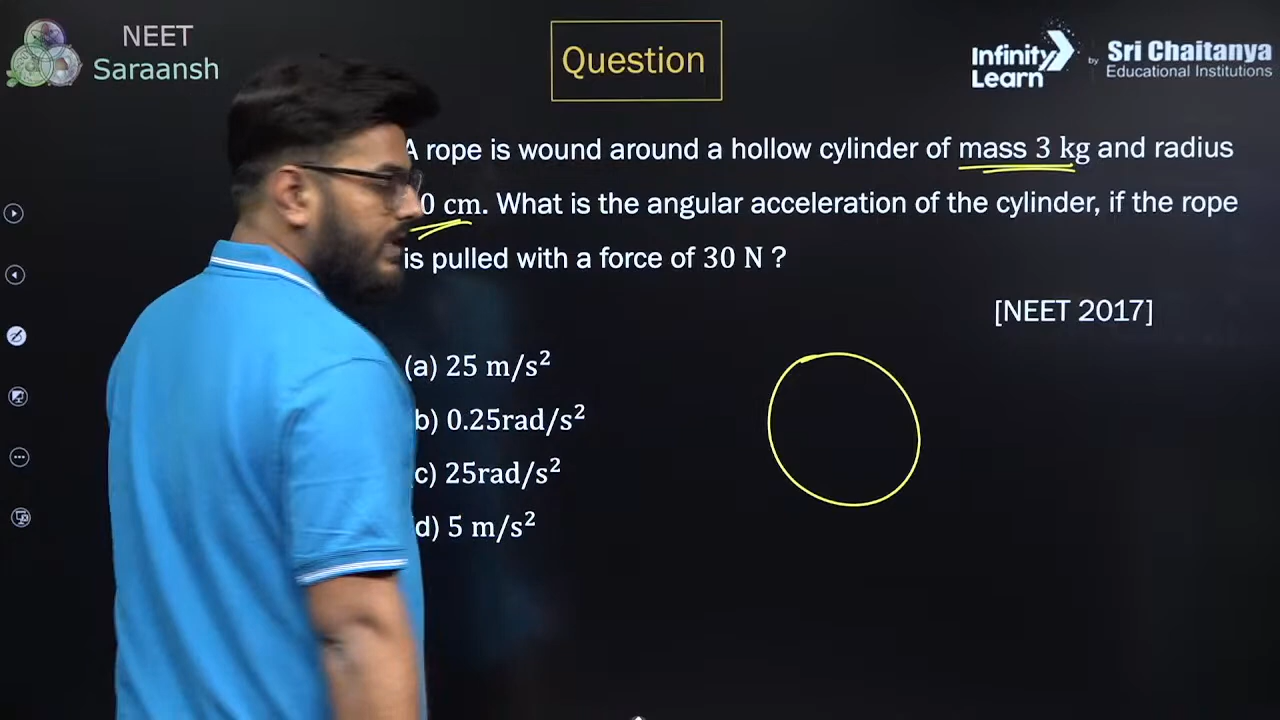 NEET
Saraansh
Question
Infinity
Learn
by
Sri Chaitanya
Educational Institutions
A rope is wound around a hollow cylinder of mass 3 kg and radius
0 cm. What is the angular acceleration of the cylinder, if the rope
is pulled with a force of 30 N ?
[NEET 2017]
(a) 25 m/s²
b) 0.25rad/s²
c) 25rad/s²
d) 5 m/s²